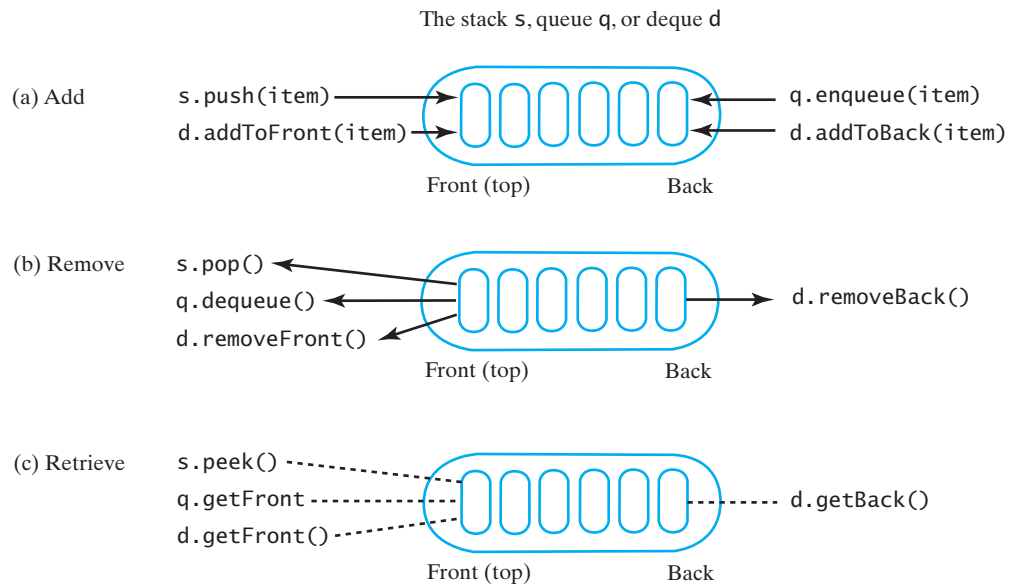 The stack s, queue q, or deque d
(a) Add
s.push(item)
q.enqueue(item)
d.addToFront(item)
d.addToBack(item)
Front (top)
Back
(b) Remove
s.pop()
q.dequeue()
d.removeBack()
d.removeFront()
Front (top)
Back
(c) Retrieve
s.peek()
q.getFront
d.getBack()
d.getFront()
Front (top)
Back